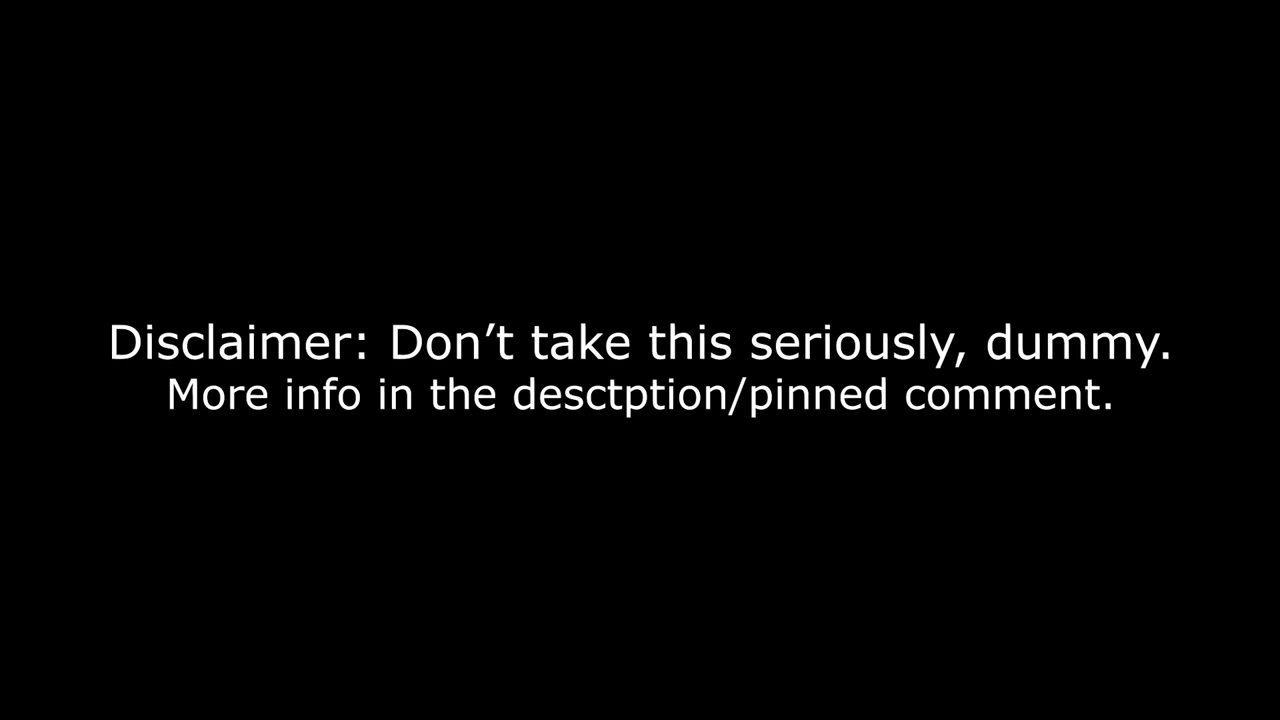 Disclaimer: Don’t take this seriously, dummy.
More info in the desctption/pinned comment.